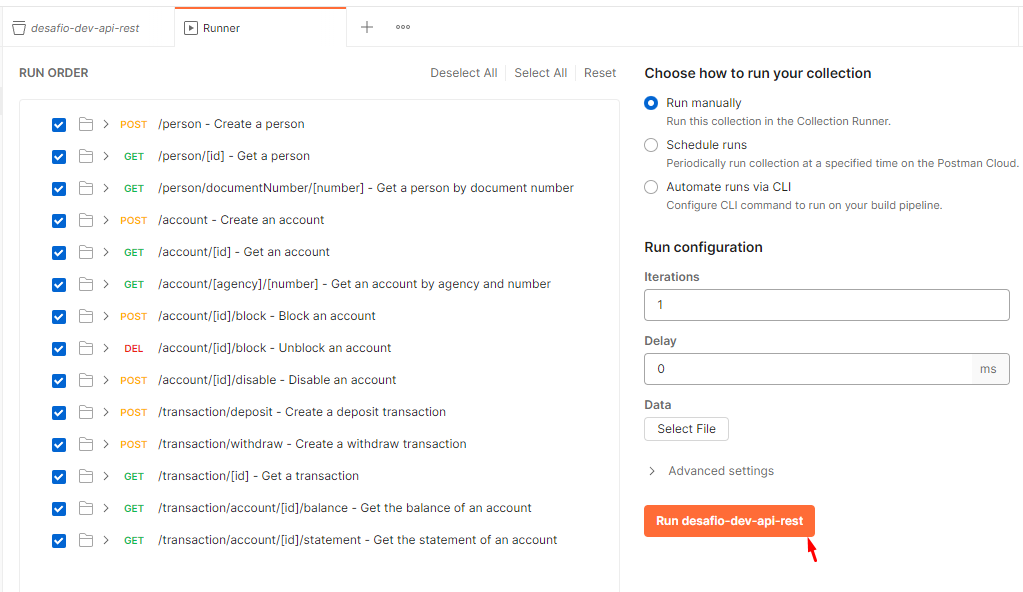 desafio-dev-api-rest
Runner
RUN ORDER
Deselect All
Select All
Reset
POST /person - Create a person
GET /person/[id] - Get a person
GET /person/documentNumber/[number] - Get a person by document number
POST /account - Create an account
GET /account/[id] - Get an account
GET /account/[agency]/[number] - Get an account by agency and number
POST /account/[id]/block - Block an account
DEL /account/[id]/block - Unblock an account
POST /account/[id]/disable - Disable an account
POST /transaction/deposit - Create a deposit transaction
POST /transaction/withdraw - Create a withdraw transaction
GET /transaction/[id] - Get a transaction
GET /transaction/account/[id]/balance - Get the balance of an account
GET /transaction/account/[id]/statement - Get the statement of an account
Choose how to run your collection
Run manually
Run this collection in the Collection Runner.
Schedule runs
Periodically run collection at a specified time on the Postman Cloud.
Automate runs via CLI
Configure CLI command to run on your build pipeline.
Run configuration
Iterations
1
Delay
0 ms
Data
Select File
Advanced settings
Run desafio-dev-api-rest